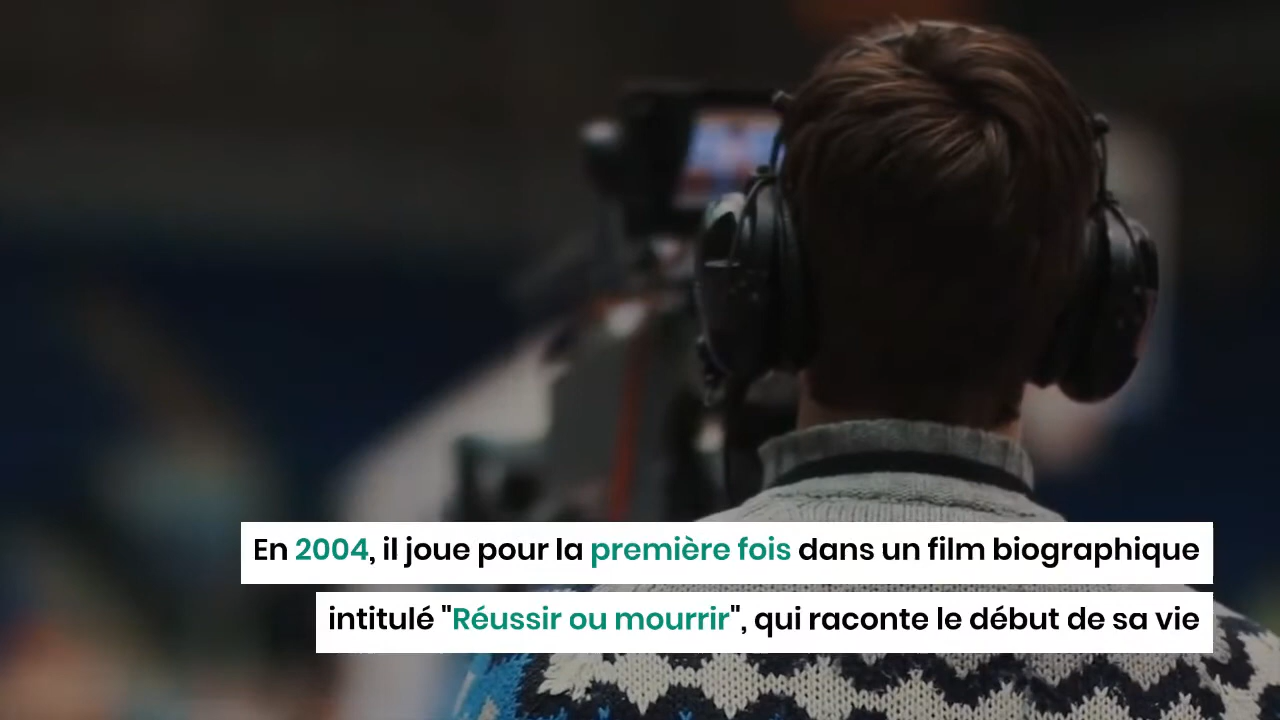 En 2004, il joue pour la première fois dans un film biographique
intitulé "Réussir ou mourrir", qui raconte le début de sa vie